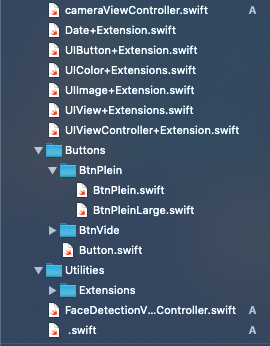 cameraViewController.swift A
Date+Extension.swift
UIButton+Extension.swift
UIColor+Extensions.swift
UIImage+Extension.swift
UIView+Extensions.swift
UIViewController+Extension.swift
Buttons
BtnPlein
BtnPlein.swift
BtnPleinLarge.swift
BtnVide
Button.swift
Utilities
Extensions
FaceDetectionV...Controller.swift A
.swift A